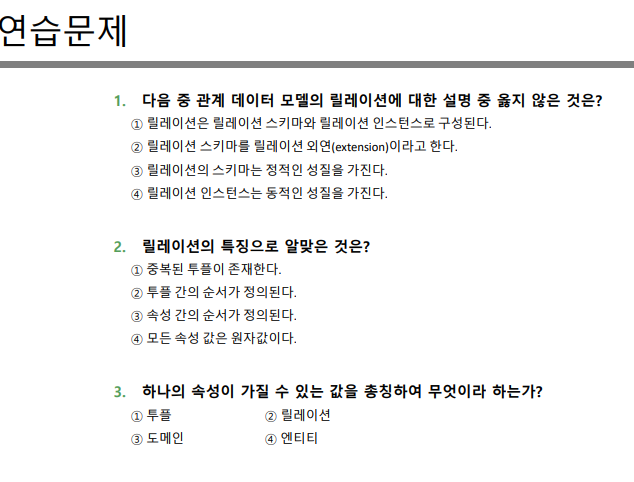 연습문제
1. 다음 중 관계 데이터 모델의 릴레이션에 대한 설명 중 옳지 않은 것은?
① 릴레이션은 릴레이션 스키마와 릴레이션 인스턴스로 구성된다.
② 릴레이션 스키마를 릴레이션 외연(extension)이라고 한다.
③ 릴레이션의 스키마는 정적인 성질을 가진다.
④ 릴레이션 인스턴스는 동적인 성질을 가진다.
2. 릴레이션의 특징으로 알맞은 것은?
① 중복된 투플이 존재한다.
② 투플 간의 순서가 정의된다.
③ 속성 간의 순서가 정의된다.
④ 모든 속성 값은 원자값이다.
3. 하나의 속성이 가질 수 있는 값을 총칭하여 무엇이라 하는가?
① 투플 ② 릴레이션
③ 도메인 ④ 엔티티